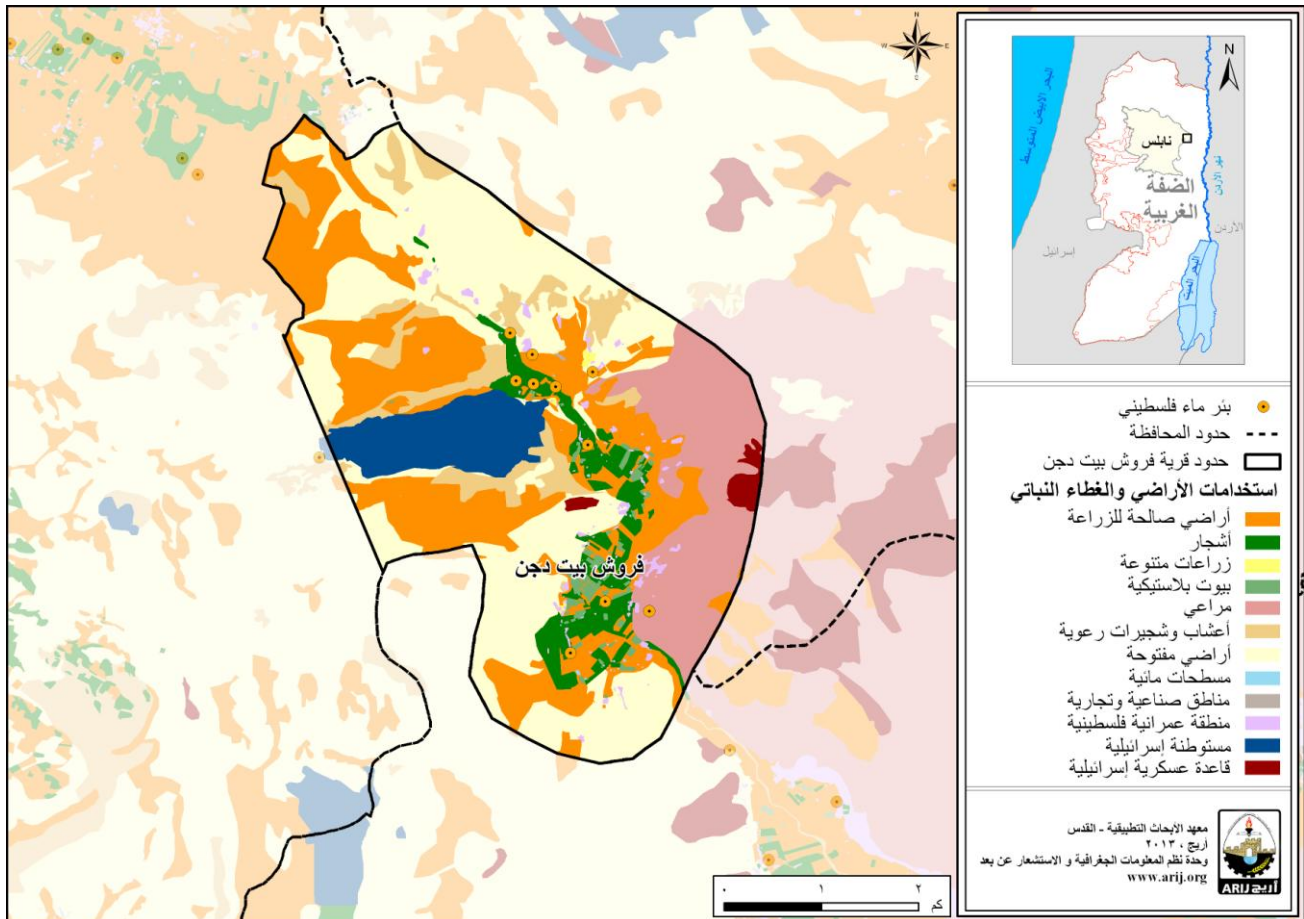 فروش بيت دجن
N
W
E
S
٠
١
٢
كم
N
البحر الابيض المتوسط
نابلس
الضفة
الغربية
نهر الأردن
الأردن
إسرائيل
البحر الميت
بئر ماء فلسطيني
حدود المحافظة
حدود قرية فروش بيت دجن
استخدامات الأراضي والغطاء النباتي
أراضي صالحة للزراعة
أشجار
زراعات متنوعة
بيوت بلاستيكية
مراعي
أعشاب وشجيرات رعوية
أراضي مفتوحة
مسطحات مائية
مناطق صناعية وتجارية
منطقة عمرانية فلسطينية
مستوطنة إسرائيلية
قاعدة عسكرية إسرائيلية
معهد الأبحاث التطبيقية - القدس
أريج ، ٢٠١٣
وحدة نظم المعلومات الجغرافية و الاستشعار عن بعد
www.arij.org
ARIJ أريج